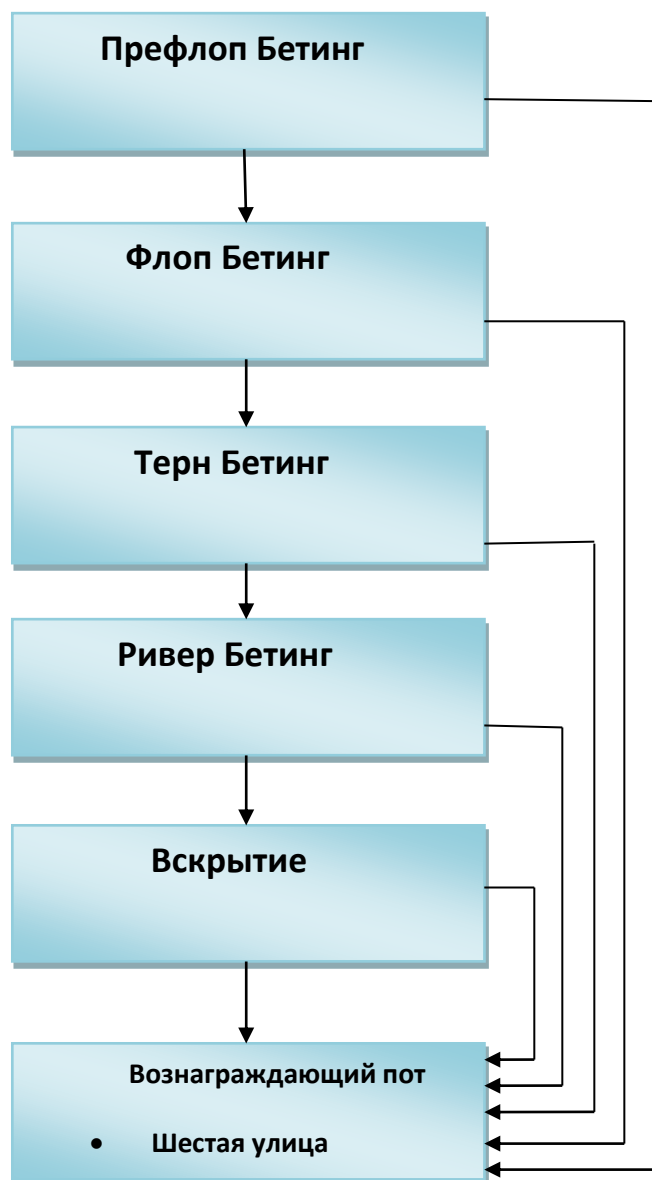 Префлоп Бетинг
Флоп Бетинг
Терн Бетинг
Ривер Бетинг
Вскрытие
Вознаграждающий пот
• Шестая улица